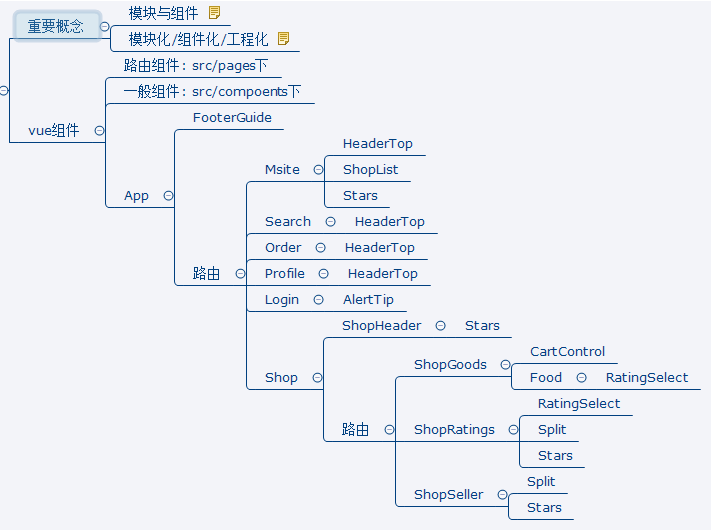 重要概念
模块与组件
模块化/组件化/工程化
vue组件
路由组件：src/pages下
一般组件：src/compoents下
App
FooterGuide
路由
Msite
HeaderTop
ShopList
Stars
Search
HeaderTop
Order
HeaderTop
Profile
HeaderTop
Login
AlertTip
Shop
ShopHeader
Stars
路由
ShopGoods
CartControl
Food
RatingSelect
ShopRatings
RatingSelect
Split
Stars
ShopSeller
Split
Stars